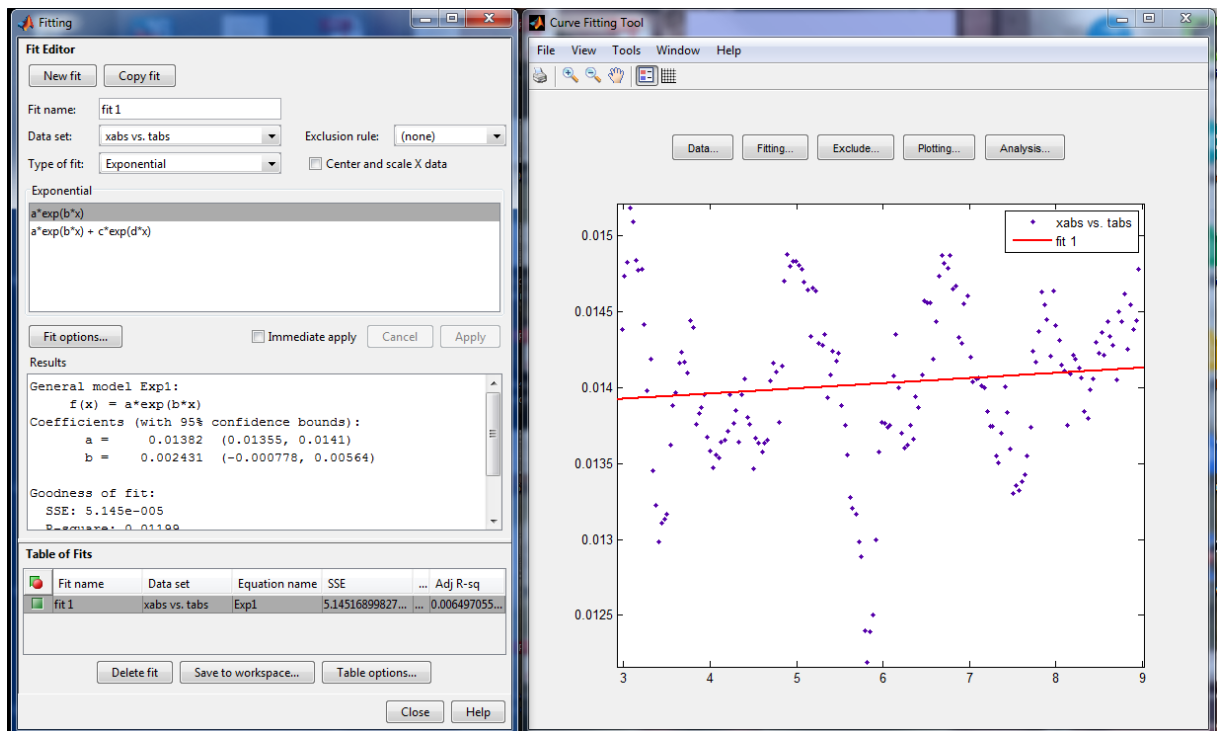 Fitting
Fit Editor
New fit Copy fit
Fit name: fit 1
Data set: xabs vs. tabs Exclusion rule: (none)
Type of fit: Exponential Center and scale X data
Exponential
a*exp(b*x)
a*exp(b*x) + c*exp(d*x)
Fit options... Immediate apply Cancel Apply
Results
General model Exp1:
f(x) = a*exp(b*x)
Coefficients (with 95% confidence bounds):
a = 0.01382 (0.01355, 0.0141)
b = 0.002431 (-0.000778, 0.00564)
Goodness of fit:
SSE: 5.145e-005
R-square: 0.01199
Table of Fits
Fit name Data set Equation name SSE ... Adj R-sq
fit 1 xabs vs. tabs Exp1 5.14516899827... ... 0.006497055...
Delete fit Save to workspace... Table options...
Close Help
Curve Fitting Tool
File View Tools Window Help
Data... Fitting... Exclude... Plotting... Analysis...
xabs vs. tabs
fit 1
0.015
0.0145
0.014
0.0135
0.013
0.0125
3 4 5 6 7 8 9